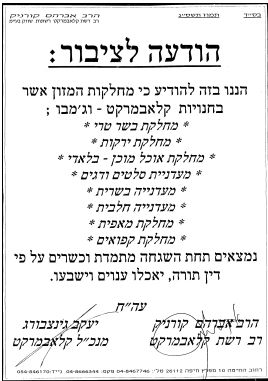 בס״ד
תמוז תשס״ג
הרב אברהם קורניק
רב רשת קלאבמרקט
הודעה לציבור:
הננו בזה להודיע כי מחלקות המזון אשר
בחנויות קלאבמרקט - וג׳מבו ;
* מחלקת בשר טרי *
* מחלקת ירקות *
* מחלקת אוכל מוכן - בלאדי *
* מעדניית סלטים ודגים *
* מעדנייה בשרית *
* מעדנייה חלבית *
* מחלקת מאפית *
* מחלקת קפואים *
נמצאים תחת השגחה מתמדת וכשרים על פי
דין תורה, יאכלו ענוים וישבעו.
עה״ח
הרב אברהם קורניק
רב רשת קלאבמרקט
יעקב גינצבורג
מנכ״ל קלאבמרקט